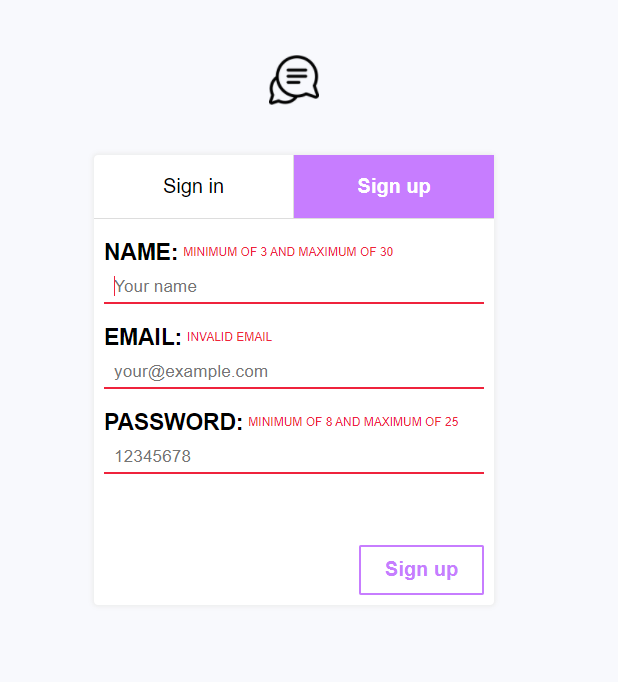 Sign in Sign up
NAME: MINIMUM OF 3 AND MAXIMUM OF 30
Your name
EMAIL: INVALID EMAIL
your@example.com
PASSWORD: MINIMUM OF 8 AND MAXIMUM OF 25
12345678
Sign up